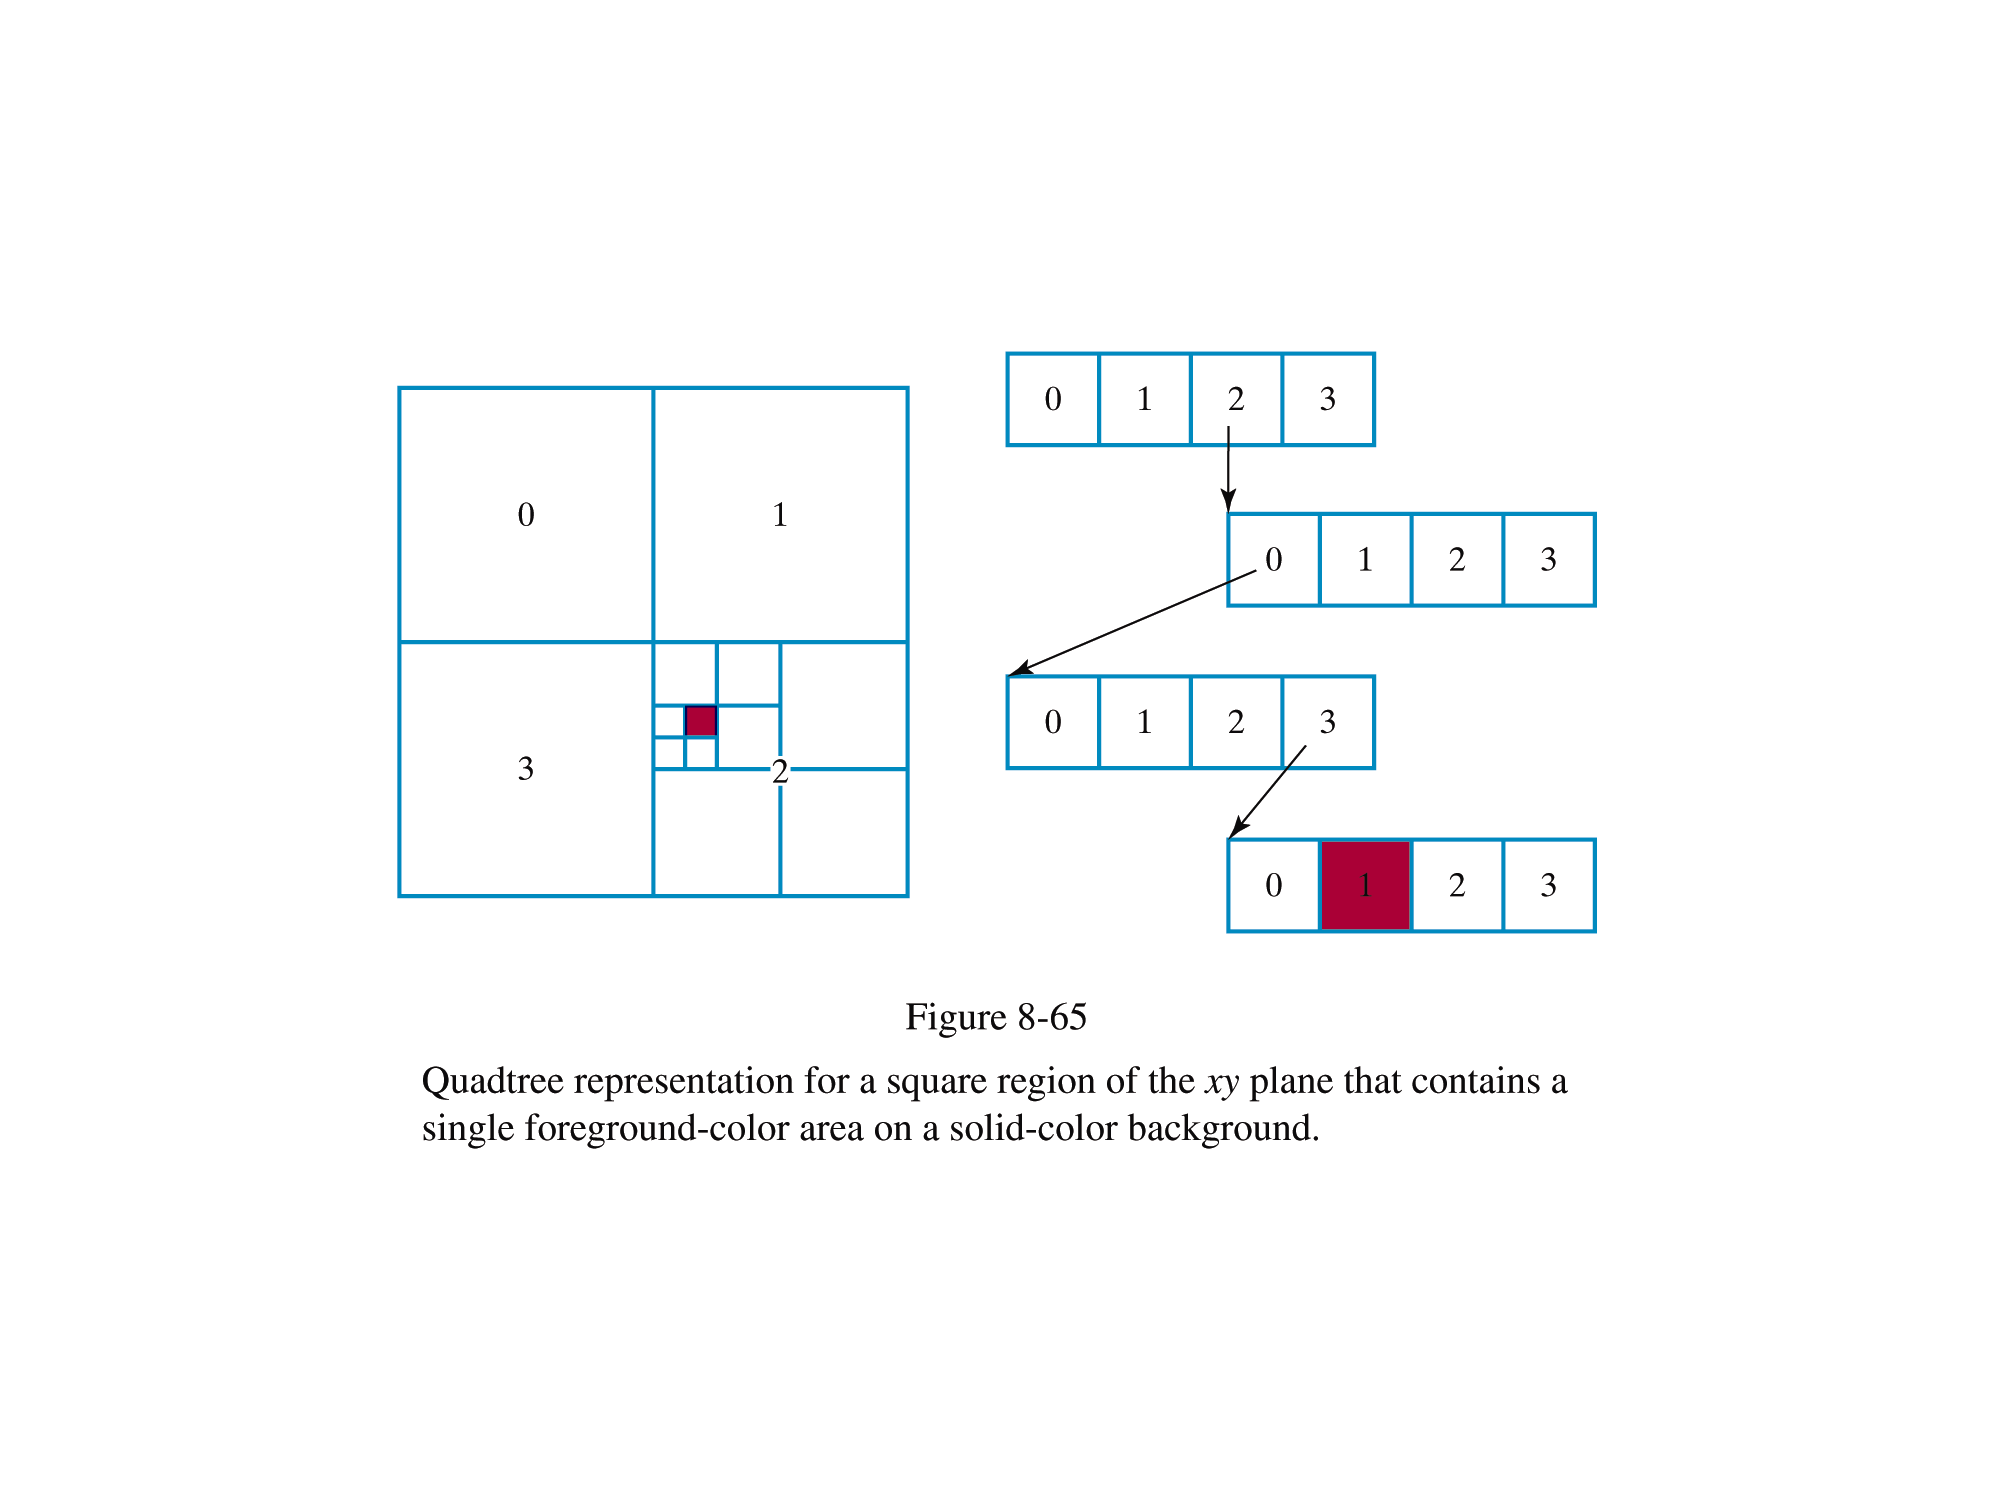 0 1
3 2
0 1 2 3
0 1 2 3
0 1 2 3
0 1 2 3
Figure 8-65
Quadtree representation for a square region of the xy plane that contains a
single foreground-color area on a solid-color background.